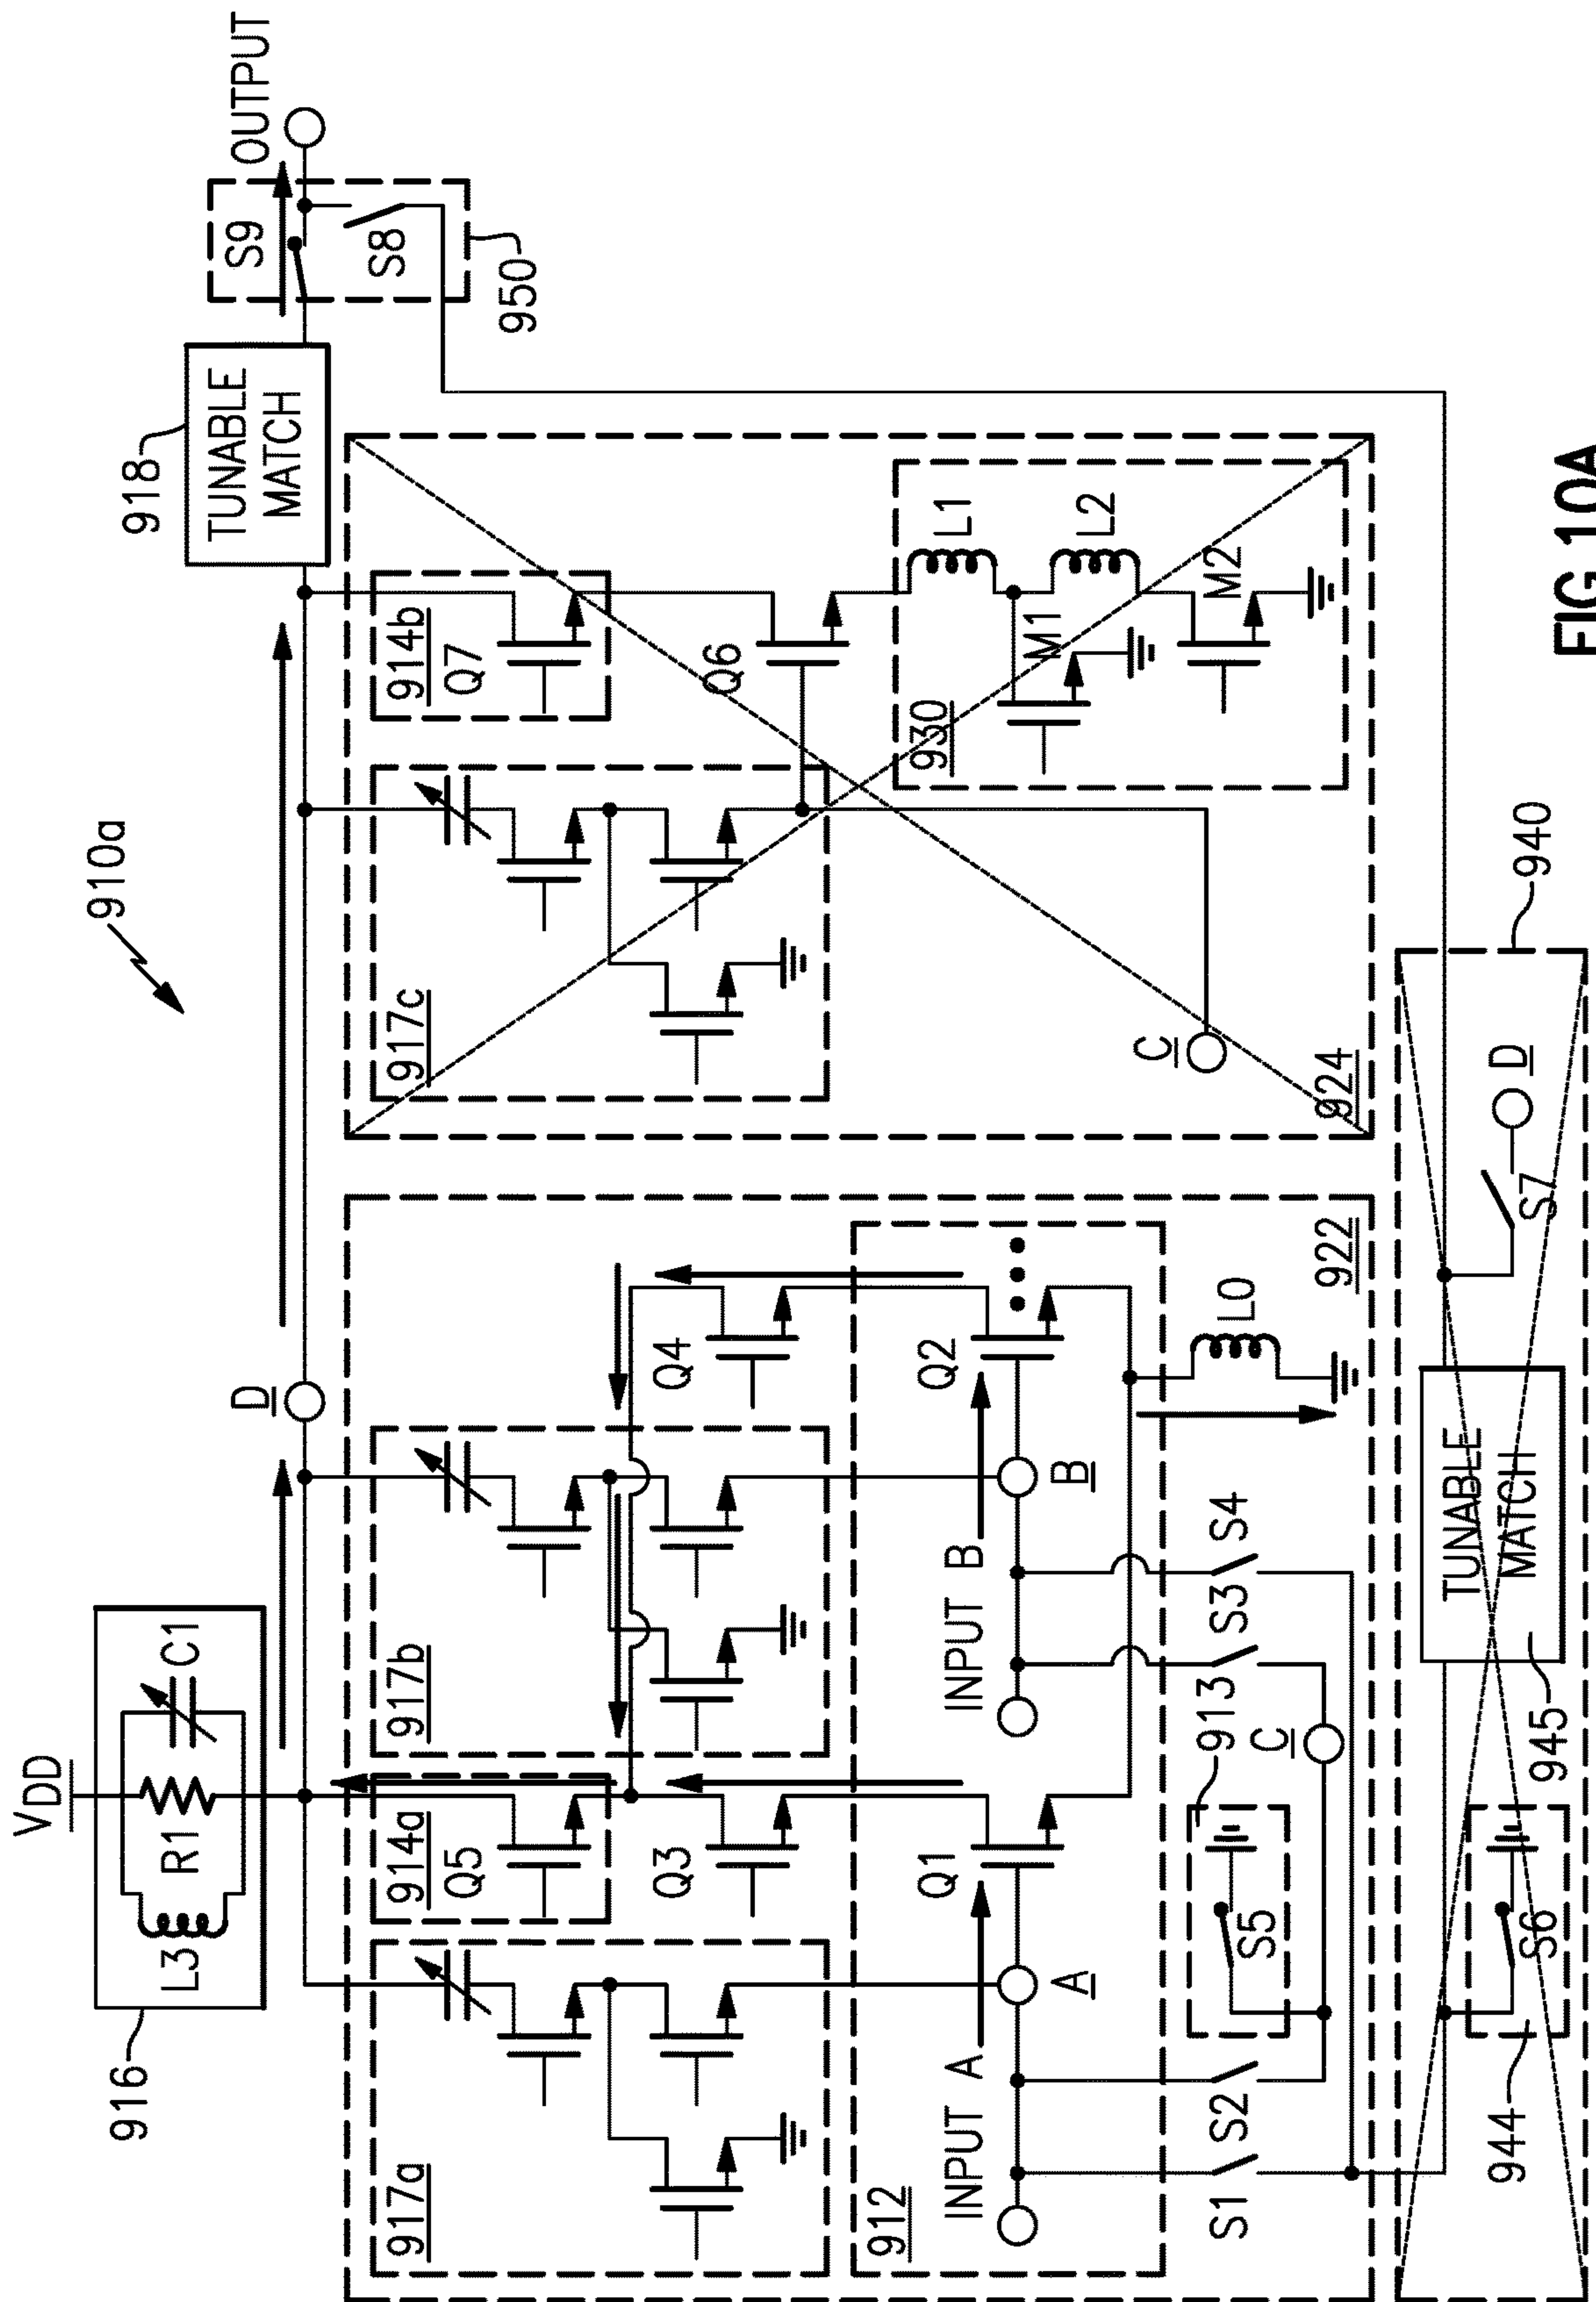 910a
V_DD
916
L3
R1
C1
D
918
TUNABLE
MATCH
S9
S8
OUTPUT
950
917a
914a
Q5
917b
Q3
Q4
912
INPUT A
A
Q1
INPUT B
B
Q2
S1
S2
S5
913
S3
S4
C
L0
922
917c
914b
Q7
Q6
930
M1
L1
L2
M2
C
924
944
S6
945
TUNABLE
MATCH
S7
D
940
FIG.10A